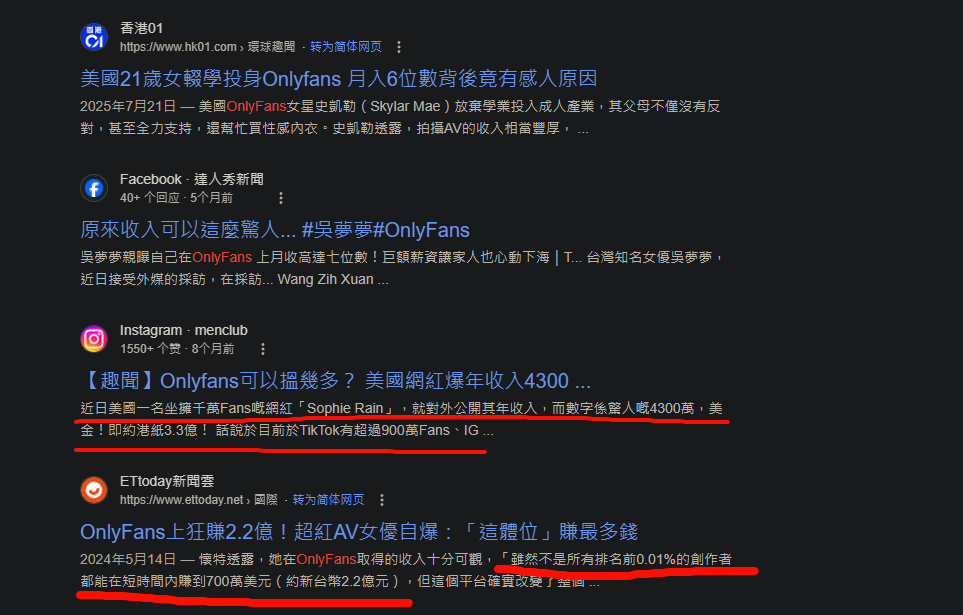 香港01
https://www.hk01.com › 環球趣聞 · 转为简体网页
美國21歲女輟學投身Onlyfans 月入6位數背後竟有感人原因
2025年7月21日 — 美國OnlyFans女星史凱勒（Skylar Mae）放棄學業投入成人產業，其父母不僅沒有反
對，甚至全力支持，還幫忙買性感內衣。史凱勒透露，拍攝AV的收入相當豐厚， ...
Facebook · 達人秀新聞
40+ 个回应 · 5个月前
原來收入可以這麼驚人... #吳夢夢#OnlyFans
吳夢夢親曝自己在OnlyFans 上月收高達七位數！巨額薪資讓家人也心動下海 | T... 台灣知名女優吳夢夢，
近日接受外媒的採訪，在採訪... Wang Zih Xuan ...
Instagram · menclub
1550+ 个赞 · 8个月前
【趣聞】Onlyfans可以搵幾多？ 美國網紅爆年收入4300 ...
近日美國一名坐擁千萬Fans嘅網紅「Sophie Rain」，就對外公開其年收入，而數字係驚人嘅4300萬，美
金！即約港紙3.3億！ 話說於目前於TikTok有超過900萬Fans、IG ...
ETtoday新聞雲
https://www.ettoday.net › 國際 · 转为简体网页
OnlyFans上狂賺2.2億！超紅AV女優自爆：「這體位」賺最多錢
2024年5月14日 — 懷特透露，她在OnlyFans取得的收入十分可觀，「雖然不是所有排名前0.01%的創作者
都能在短時間內賺到700萬美元（約新台幣2.2億元），但這個平台確實改變了整個 ...